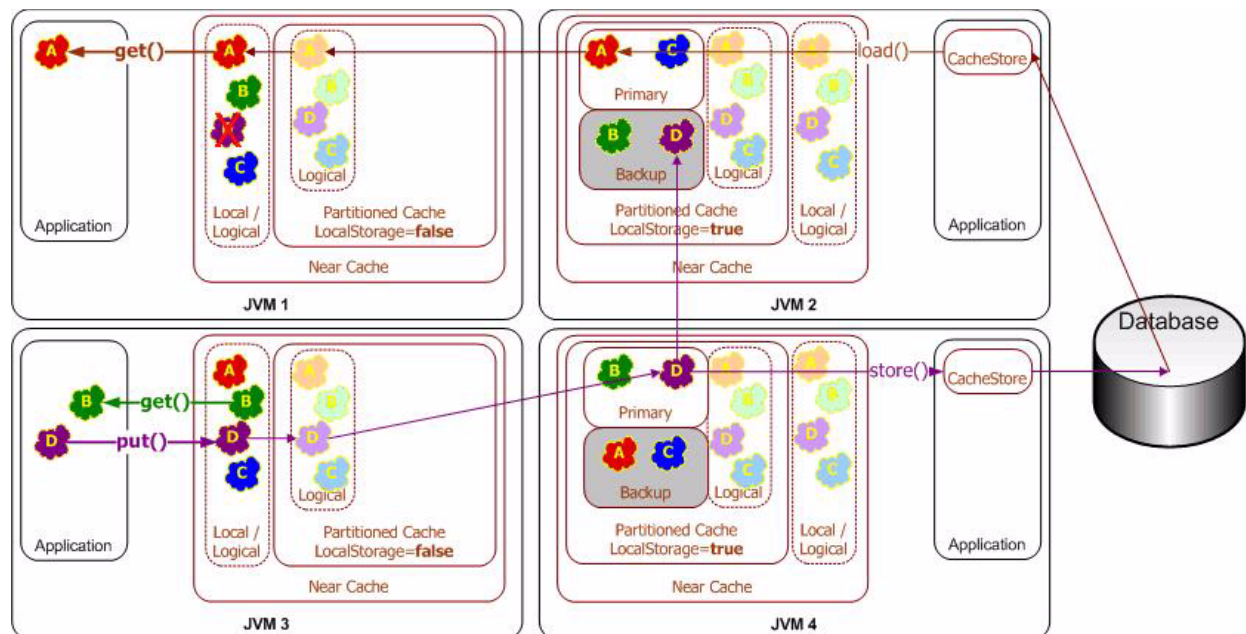 A
get()
A
A
B
B
D
D
C
C
Logical
Local /
Logical
Partitioned Cache
LocalStorage=false
Application
Near Cache
JVM 1
A
C
A
A
load()
CacheStore
B
B
Primary
D
D
B
D
C
C
Backup
Logical
Partitioned Cache
LocalStorage=true
Local /
Logical
Application
Near Cache
JVM 2
Database
A
A
B
get()
B
B
D
put()
D
D
C
C
Logical
Local /
Logical
Partitioned Cache
LocalStorage=false
Application
Near Cache
JVM 3
B
D
A
A
store()
CacheStore
B
B
Primary
D
D
A
C
C
C
Backup
Logical
Partitioned Cache
LocalStorage=true
Local /
Logical
Application
Near Cache
JVM 4